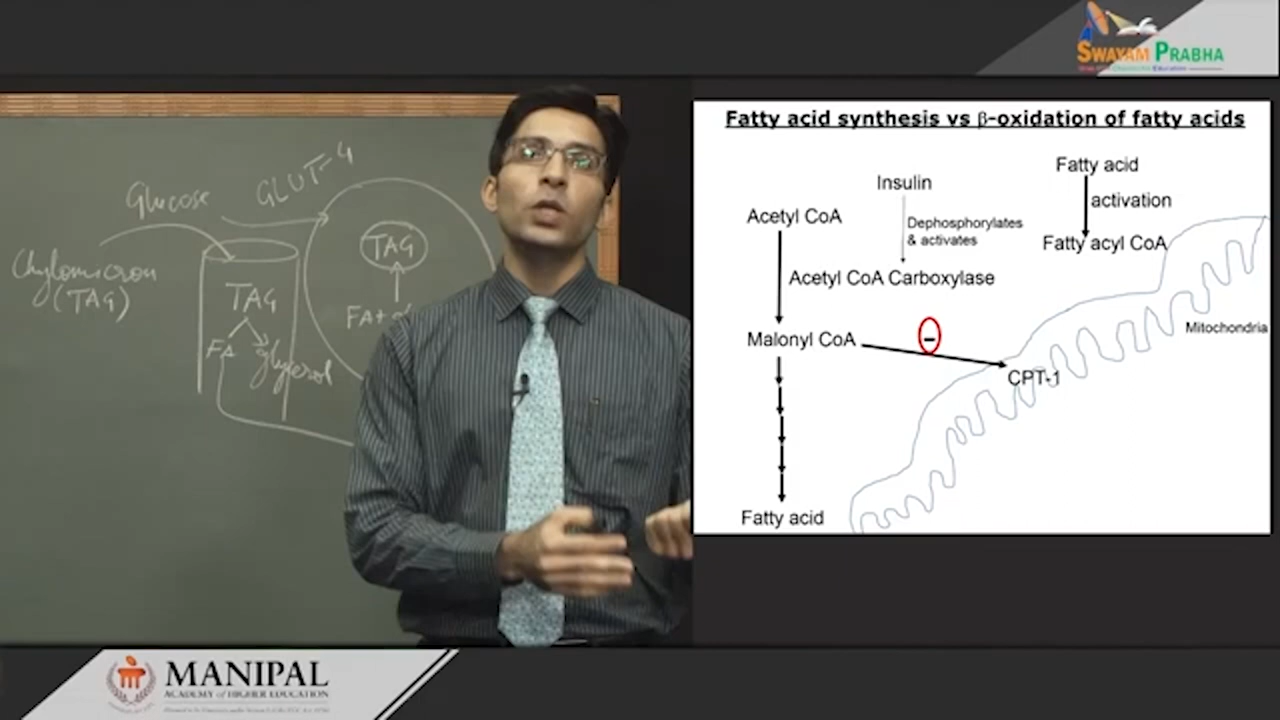 SWAYAM PRABHA
Glucose
GLUT-4
Chylomicron
(TAG)
TAG
FA
glycerol
TAG
FA +
Fatty acid synthesis vs β-oxidation of fatty acids
Fatty acid
activation
Fatty acyl CoA
Insulin
Dephosphorylates
& activates
Acetyl CoA
Acetyl CoA Carboxylase
Malonyl CoA
-
CPT-1
Mitochondria
Fatty acid
MANIPAL
ACADEMY of HIGHER EDUCATION